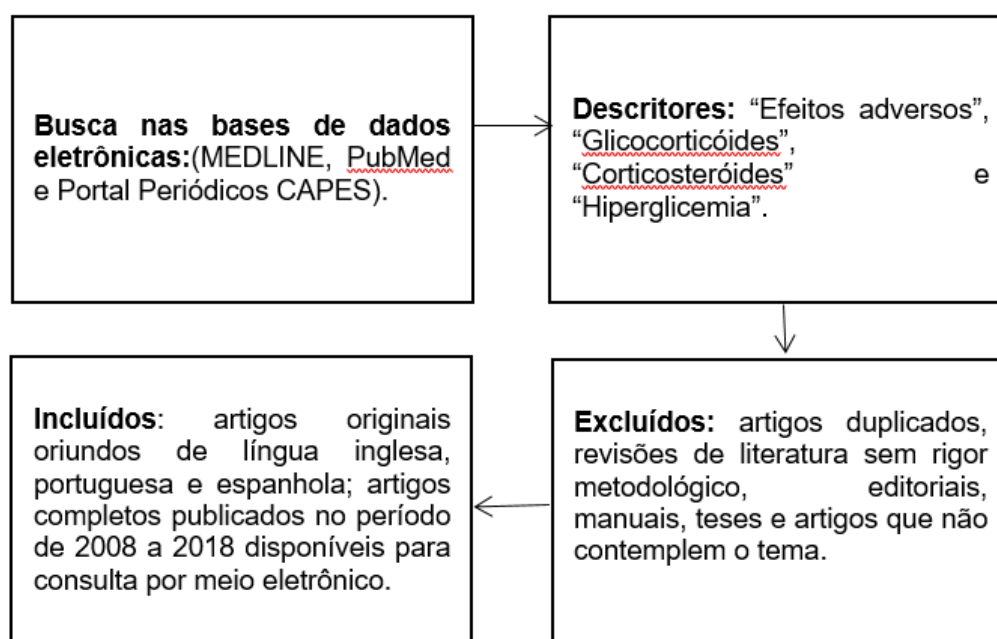 Busca nas bases de dados
eletrônicas:(MEDLINE, PubMed
e Portal Periódicos CAPES).
Descritores: “Efeitos adversos”,
“Glicocorticóides”,
“Corticosteróides” e
“Hiperglicemia”.
Excluídos: artigos duplicados,
revisões de literatura sem rigor
metodológico, editoriais,
manuais, teses e artigos que não
contemplem o tema.
Incluídos: artigos originais
oriundos de língua inglesa,
portuguesa e espanhola; artigos
completos publicados no período
de 2008 a 2018 disponíveis para
consulta por meio eletrônico.